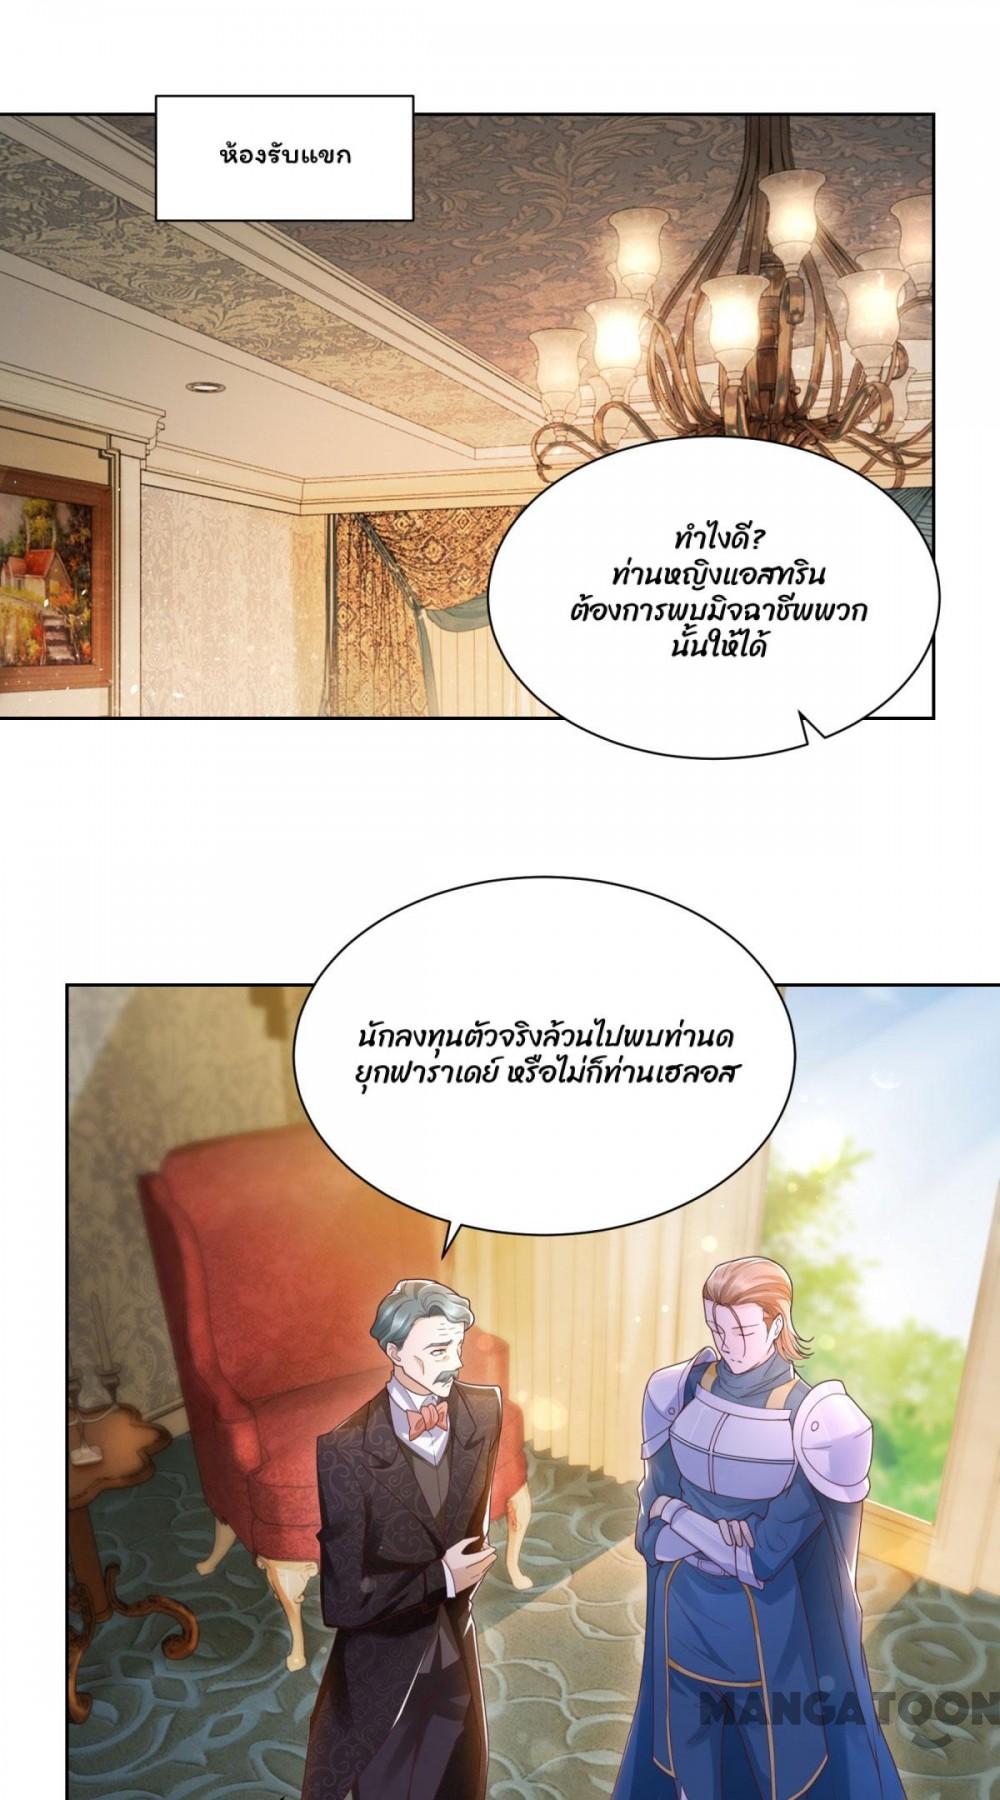 ห้องรับแขก
ทำไงดี?
ท่านหญิงแอสทริน
ต้องการพบมิจฉาชีพพวก
นั้นให้ได้
นักลงทุนตัวจริงล้วนไปพบท่านด
ยุกฟาราเดย์ หรือไม่ก็ท่านเฮลอส
MANGATOON